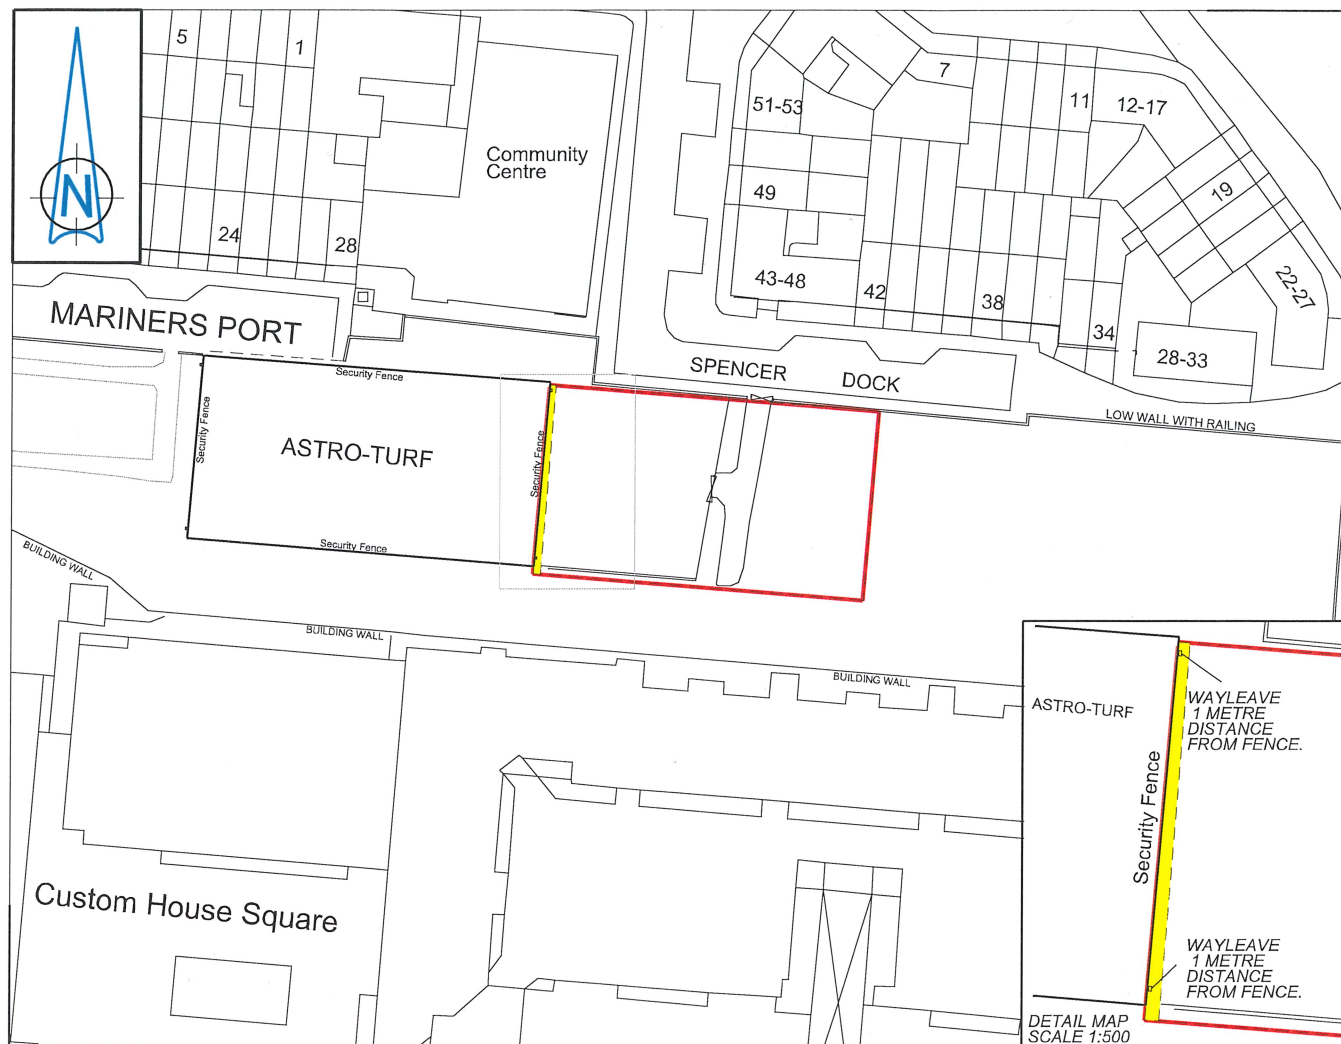 N
5
1
24
28
Community
Centre
7
51-53
11
12-17
49
19
43-48
42
38
34
28-33
22-27
MARINERS PORT
SPENCER DOCK
LOW WALL WITH RAILING
Security Fence
Security Fence
ASTRO-TURF
Security Fence
Security Fence
BUILDING WALL
BUILDING WALL
BUILDING WALL
Custom House Square
ASTRO-TURF
WAYLEAVE
1 METRE
DISTANCE
FROM FENCE.
Security Fence
WAYLEAVE
1 METRE
DISTANCE
FROM FENCE.
DETAIL MAP
SCALE 1:500